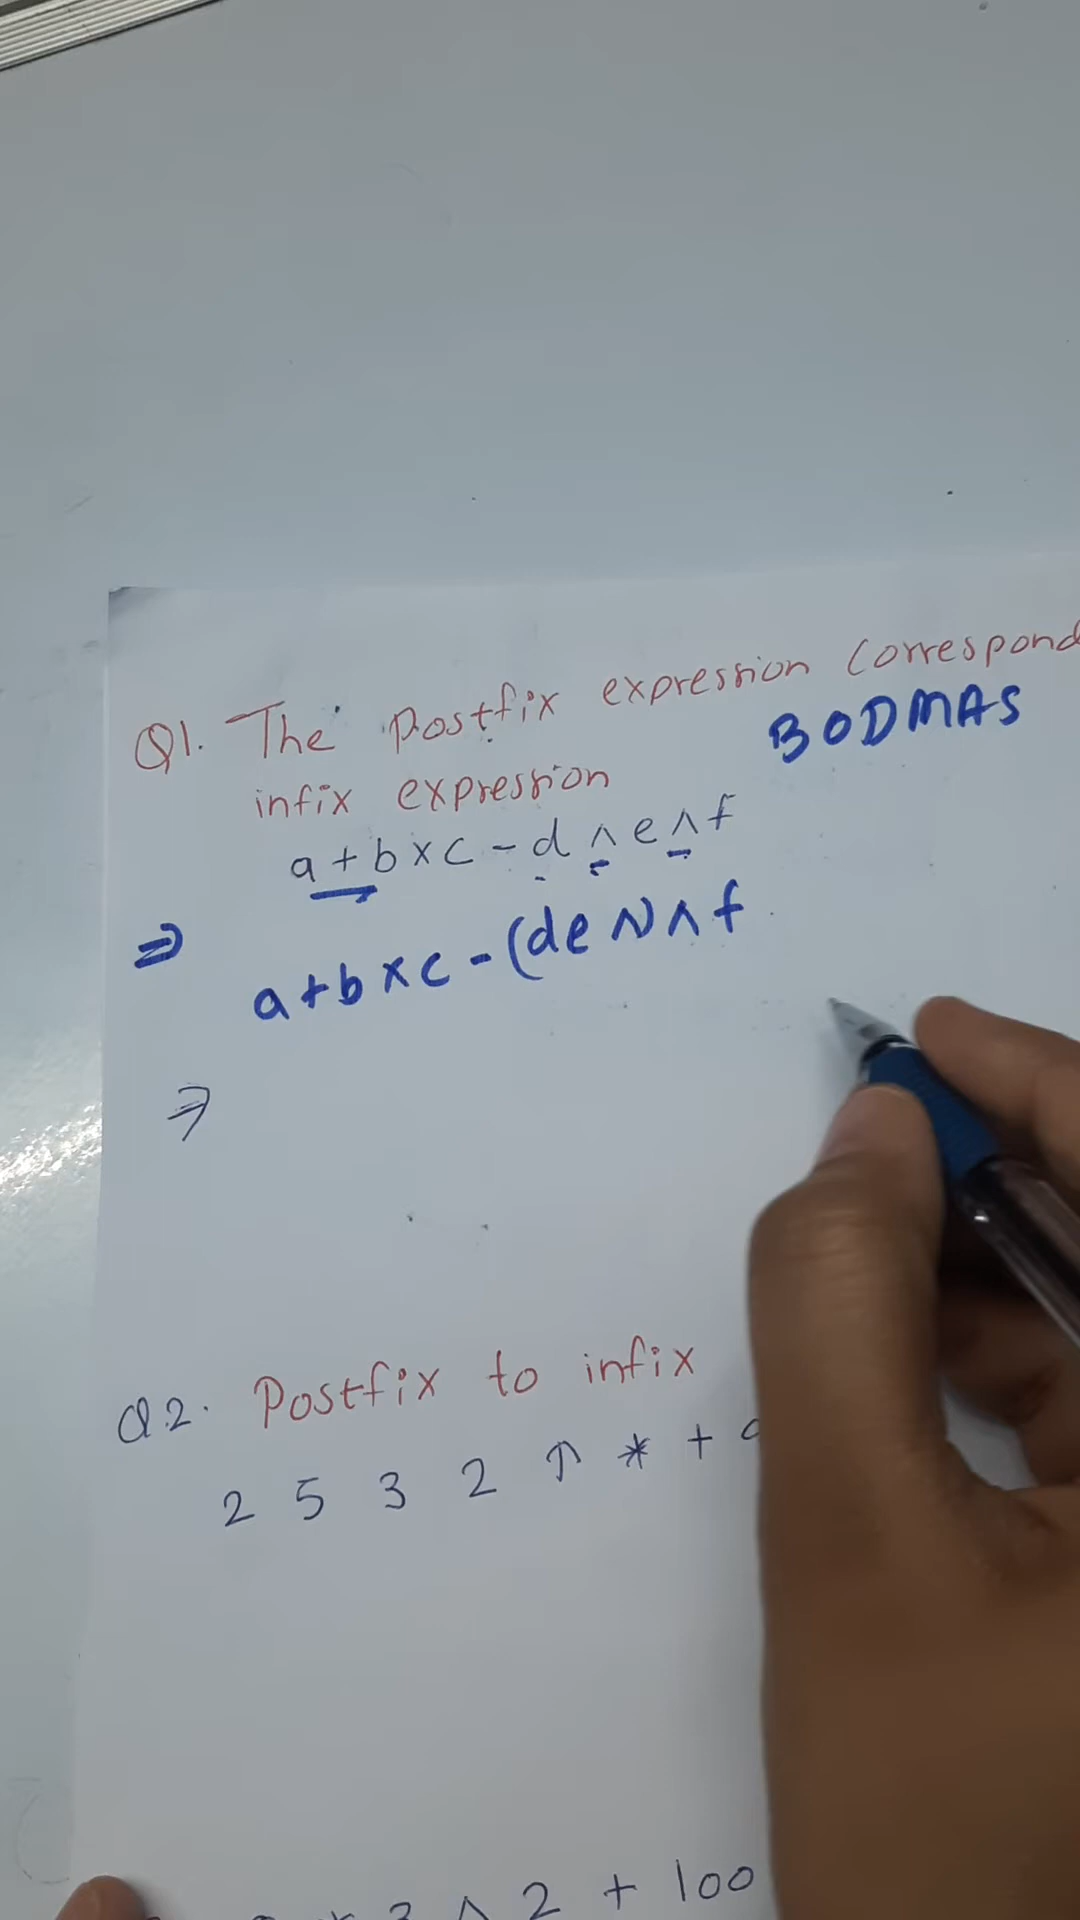 Q1. The Postfix expression Correspond
BODMAS
infix expression
a + b × c - d ^ e ^ f
⇒ a + b × c - (de ^) ^ f
⇒
Q2. Postfix to infix
2 5 3 2 ↑ * +
^ 2 + 100